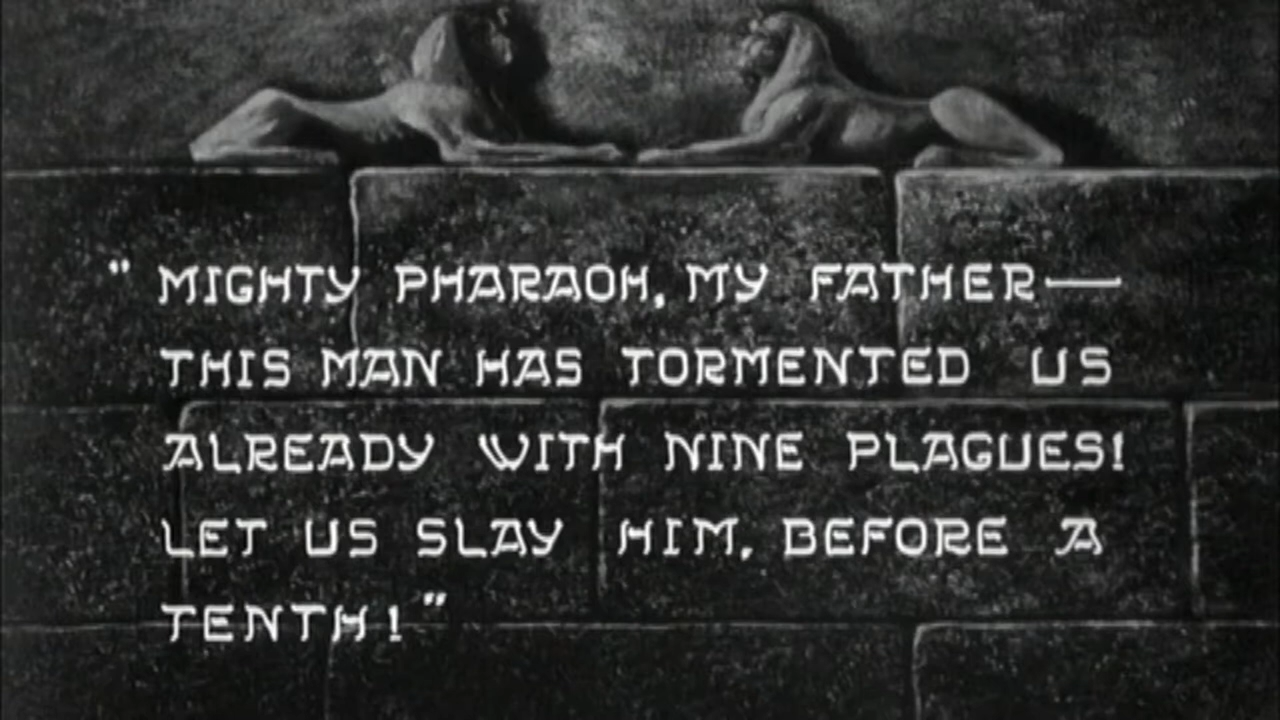 " MIGHTY PHARAOH, MY FATHER—
THIS MAN HAS TORMENTED US
ALREADY WITH NINE PLAGUES!
LET US SLAY HIM, BEFORE A
TENTH!"